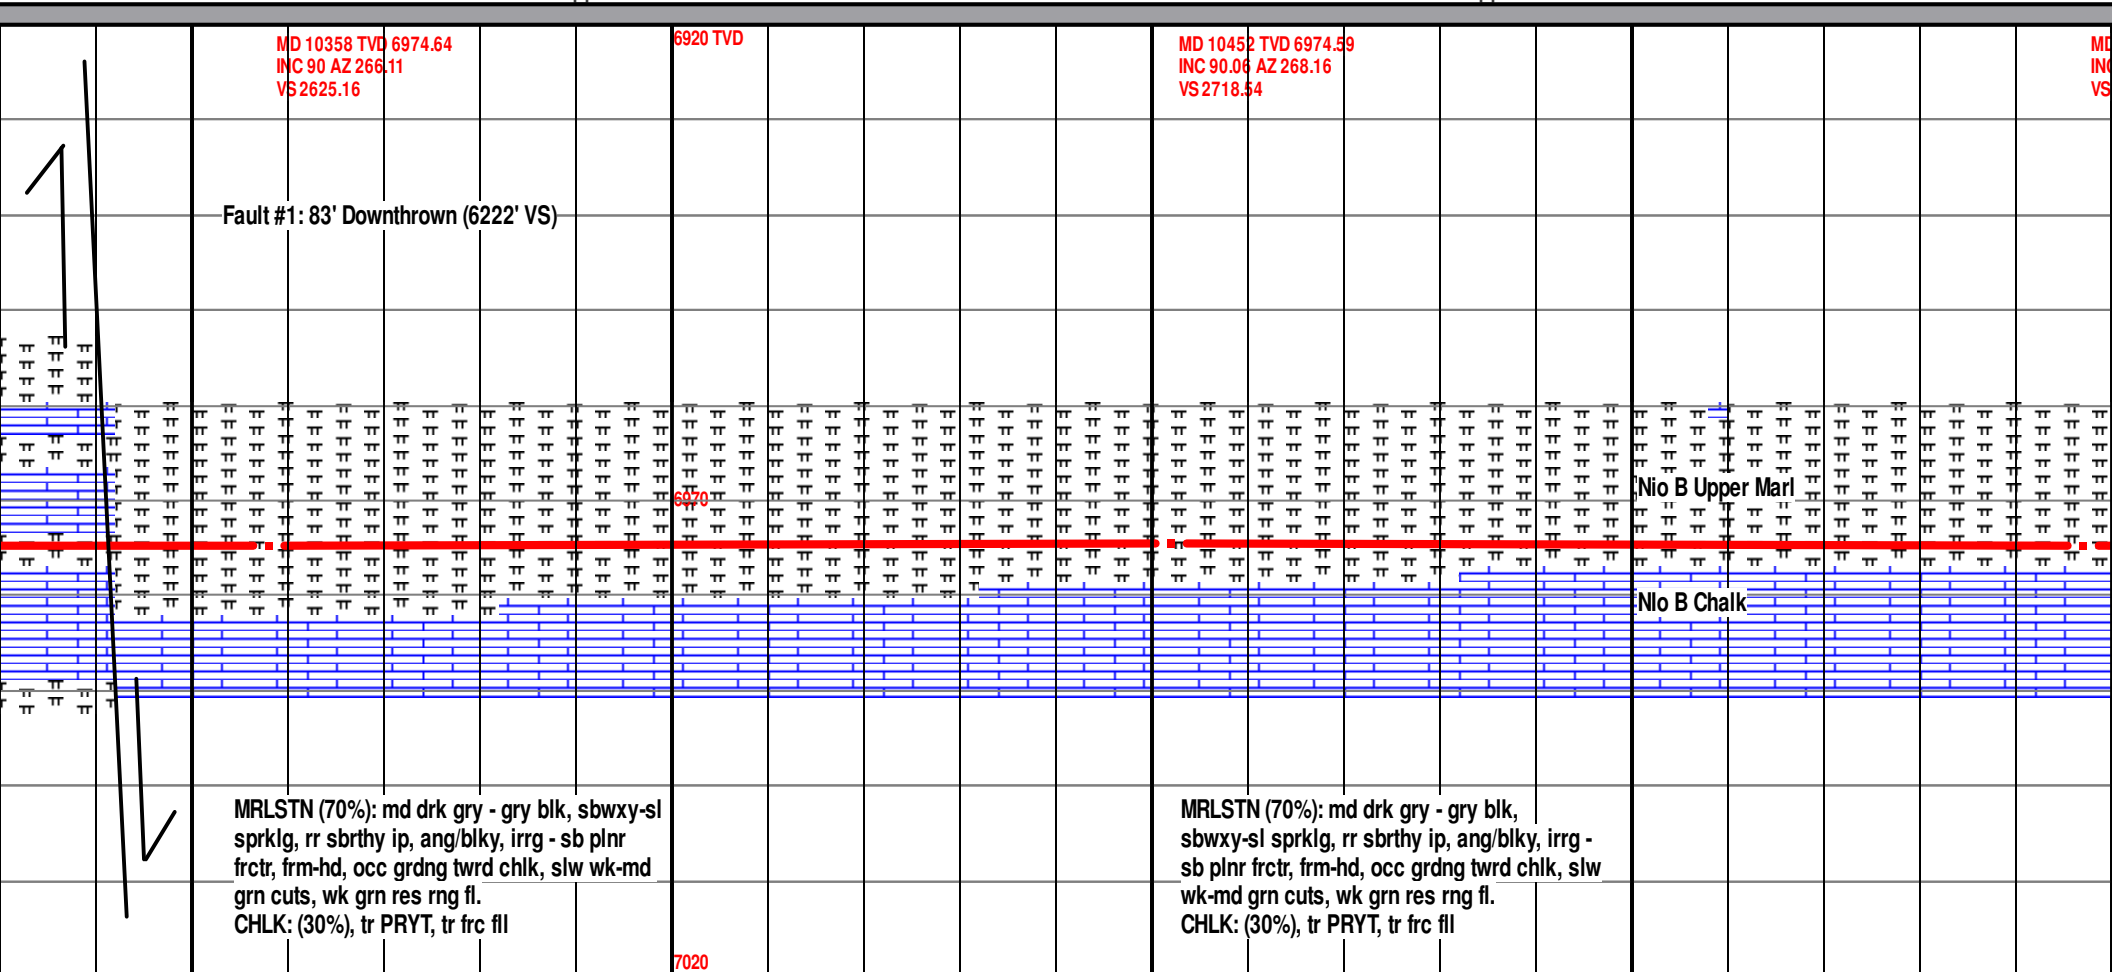 MD 10358 TVD 6974.64
INC 90 AZ 266.11
VS 2625.16
6920 TVD
MD 10452 TVD 6974.59
INC 90.06 AZ 268.16
VS 2718.54
MD
INC
VS
Fault #1: 83' Downthrown (6222' VS)
6970
Nio B Upper Marl
Nio B Chalk
MRLSTN (70%): md drk gry - gry blk, sbwxy-sl
sprklg, rr sbrthy ip, ang/blky, irrg - sb plnr
frctr, frm-hd, occ grdng twrd chlk, slw wk-md
grn cuts, wk grn res rng fl.
CHLK: (30%), tr PRYT, tr frc fll
MRLSTN (70%): md drk gry - gry blk,
sbwxy-sl sprklg, rr sbrthy ip, ang/blky, irrg -
sb plnr frctr, frm-hd, occ grdng twrd chlk, slw
wk-md grn cuts, wk grn res rng fl.
CHLK: (30%), tr PRYT, tr frc fll
7020